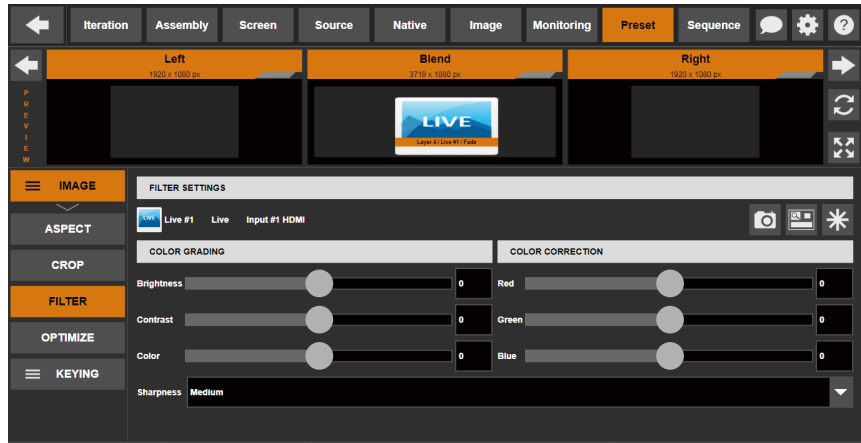 Iteration Assembly Screen Source Native Image Monitoring Preset Sequence ?
Left Blend Right
1920 x 1080 px 3719 x 1080 px 1920 x 1080 px
PREVIEW
LIVE
Layer 4 / Live #1 / Fade
IMAGE
ASPECT
CROP
FILTER
OPTIMIZE
KEYING
FILTER SETTINGS
LIVE Live #1 Live Input #1 HDMI
COLOR GRADING COLOR CORRECTION
Brightness 0 Red 0
Contrast 0 Green 0
Color 0 Blue 0
Sharpness Medium